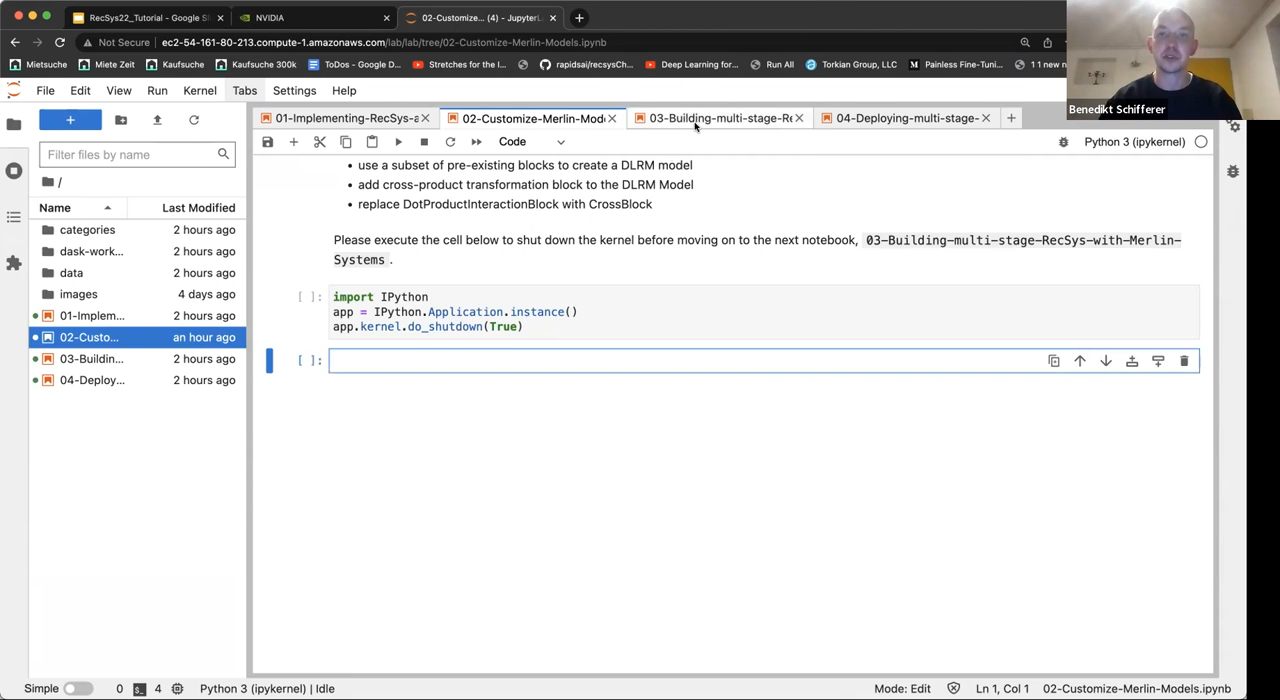 RecSys22_Tutorial - Google Sl
NVIDIA
02-Customize... (4) - JupyterL
Not Secure
ec2-54-161-80-213.compute-1.amazonaws.com/lab/lab/tree/02-Customize-Merlin-Models.ipynb
Mietsuche
Miete Zeit
Kaufsuche
Kaufsuche 300k
ToDos - Google D...
Stretches for the l...
rapidsai/recsysCh...
Deep Learning for...
Run All
Torkian Group, LLC
Painless Fine-Tuni...
1 1 new n
Benedikt Schifferer
File Edit View Run Kernel Tabs Settings Help
01-Implementing-RecSys-a
02-Customize-Merlin-Mode
03-Building-multi-stage-Re
04-Deploying-multi-stage-
Code
Python 3 (ipykernel)
Filter files by name
/
Name
Last Modified
categories 2 hours ago
dask-work... 2 hours ago
data 2 hours ago
images 4 days ago
01-Implem... 2 hours ago
02-Custo... an hour ago
03-Buildin... 2 hours ago
04-Deploy... 2 hours ago
• use a subset of pre-existing blocks to create a DLRM model
• add cross-product transformation block to the DLRM Model
• replace DotProductInteractionBlock with CrossBlock
Please execute the cell below to shut down the kernel before moving on to the next notebook, 03-Building-multi-stage-RecSys-with-Merlin-
Systems .
[ ]: import IPython
app = IPython.Application.instance()
app.kernel.do_shutdown(True)
[ ]:
Simple
0
4
Python 3 (ipykernel) | Idle
Mode: Edit
Ln 1, Col 1
02-Customize-Merlin-Models.ipynb